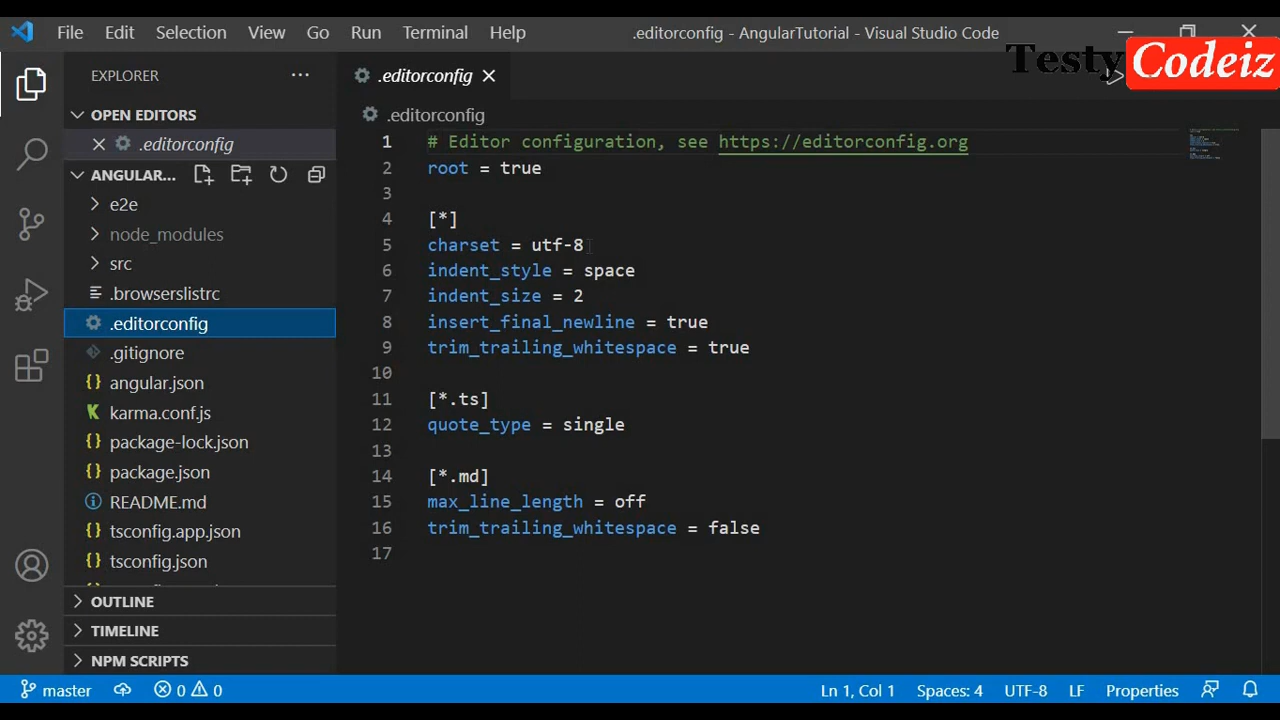 File Edit Selection View Go Run Terminal Help
.editorconfig - AngularTutorial - Visual Studio Code
Testy Codeiz
EXPLORER
OPEN EDITORS
.editorconfig
ANGULAR...
e2e
node_modules
src
.browserslistrc
.editorconfig
.gitignore
angular.json
karma.conf.js
package-lock.json
package.json
README.md
tsconfig.app.json
tsconfig.json
OUTLINE
TIMELINE
NPM SCRIPTS
.editorconfig
.editorconfig
1 # Editor configuration, see https://editorconfig.org
2 root = true
3
4 [*]
5 charset = utf-8
6 indent_style = space
7 indent_size = 2
8 insert_final_newline = true
9 trim_trailing_whitespace = true
10
11 [*.ts]
12 quote_type = single
13
14 [*.md]
15 max_line_length = off
16 trim_trailing_whitespace = false
17
master 0 0 Ln 1, Col 1 Spaces: 4 UTF-8 LF Properties